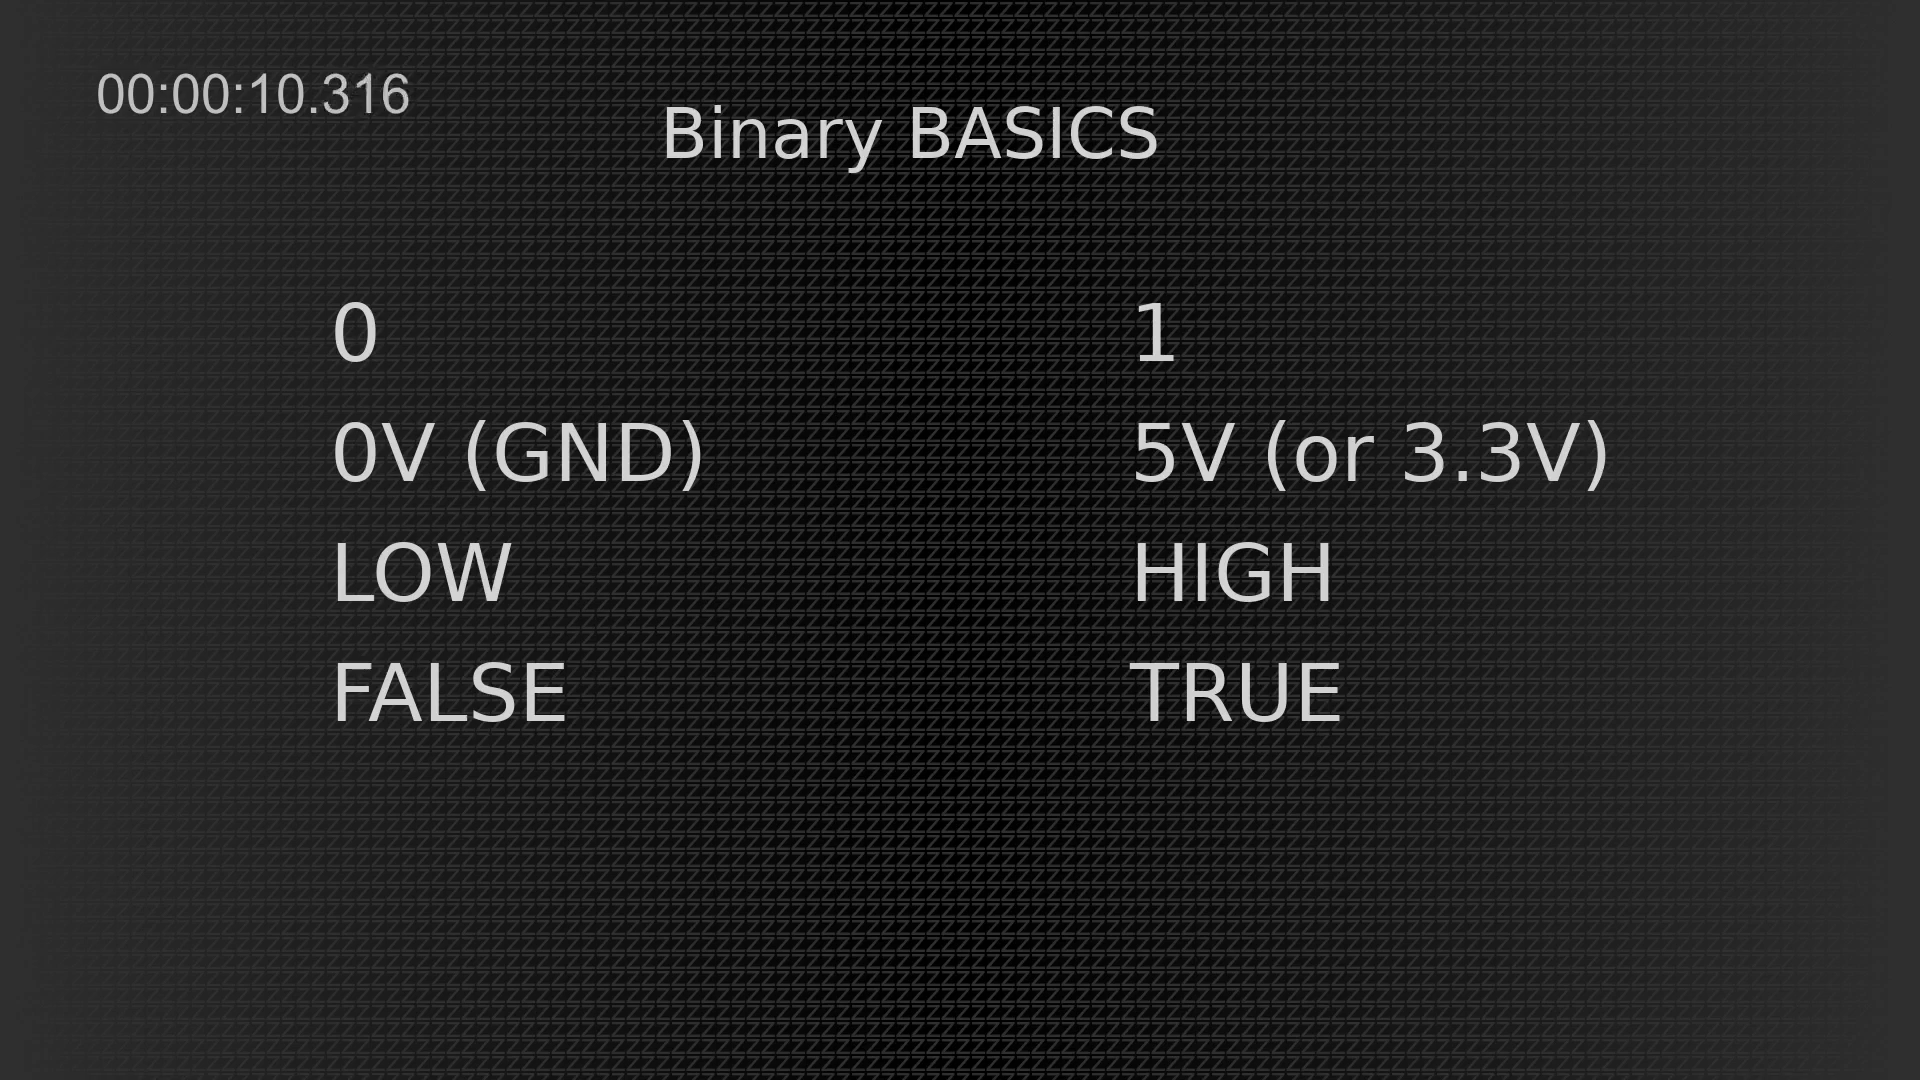 00:00:10.316
Binary BASICS
0 1
0V (GND) 5V (or 3.3V)
LOW HIGH
FALSE TRUE